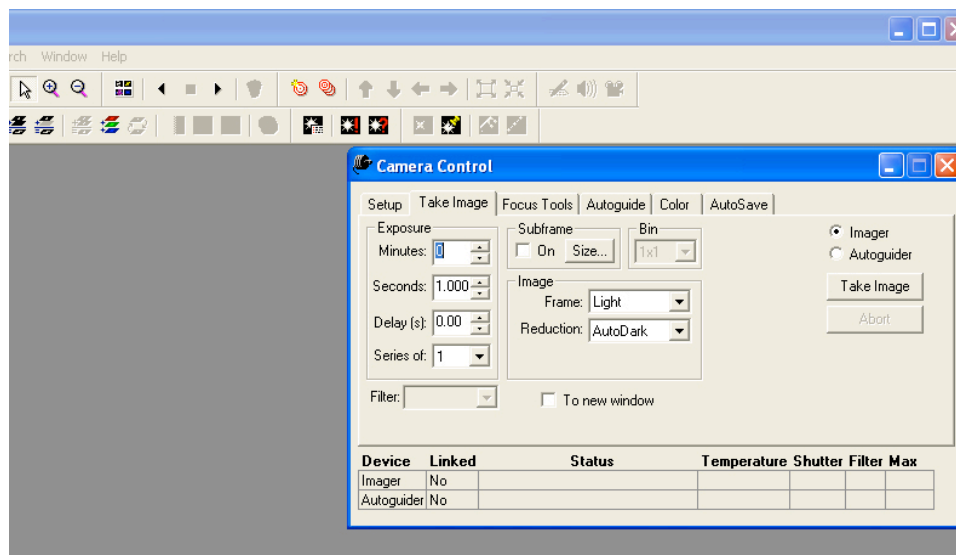 rch Window Help
Camera Control
Setup Take Image Focus Tools Autoguide Color AutoSave
Exposure Subframe Bin
Minutes: 0 On Size... 1x1 Imager
Autoguider
Seconds: 1.000 Image Take Image
Frame: Light
Delay (s): 0.00 Reduction: AutoDark Abort
Series of: 1
Filter: To new window
Device Linked Status Temperature Shutter Filter Max
Imager No
Autoguider No